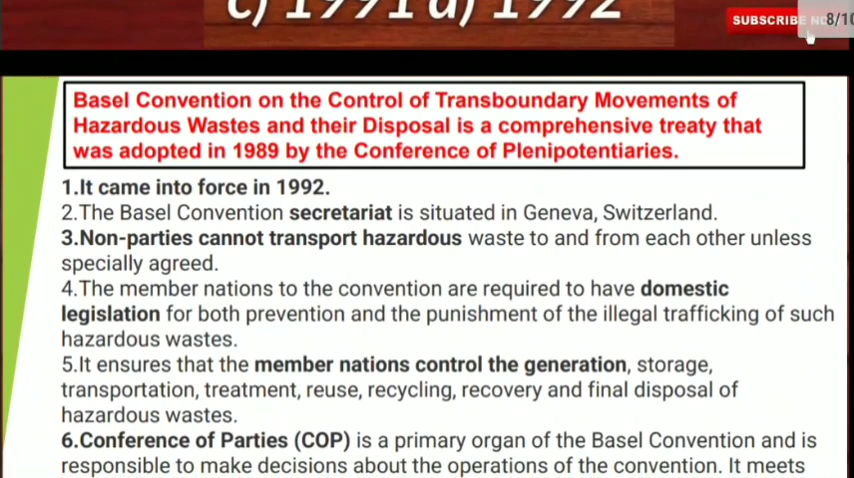 c) 1991 d) 1992
SUBSCRIBE NO
8/10
Basel Convention on the Control of Transboundary Movements of
Hazardous Wastes and their Disposal is a comprehensive treaty that
was adopted in 1989 by the Conference of Plenipotentiaries.
1.It came into force in 1992.
2.The Basel Convention secretariat is situated in Geneva, Switzerland.
3.Non-parties cannot transport hazardous waste to and from each other unless
specially agreed.
4.The member nations to the convention are required to have domestic
legislation for both prevention and the punishment of the illegal trafficking of such
hazardous wastes.
5.It ensures that the member nations control the generation, storage,
transportation, treatment, reuse, recycling, recovery and final disposal of
hazardous wastes.
6.Conference of Parties (COP) is a primary organ of the Basel Convention and is
responsible to make decisions about the operations of the convention. It meets